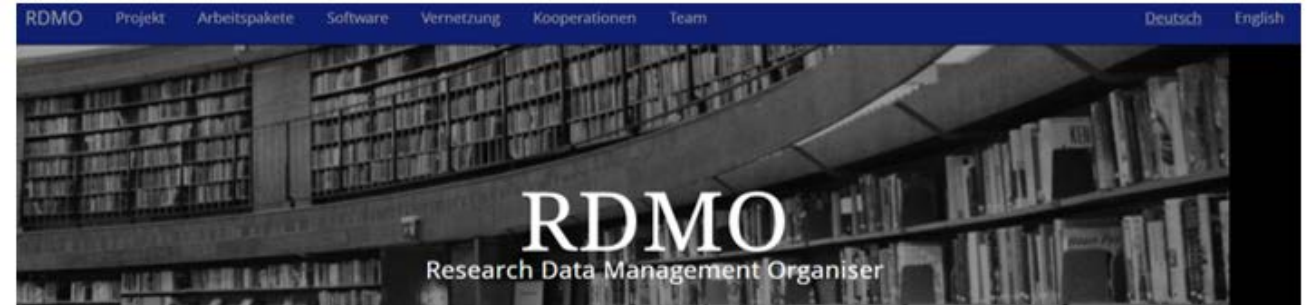 RDMO Projekt Arbeitspakete Software Vernetzung Kooperationen Team Deutsch English
RDMO
Research Data Management Organiser